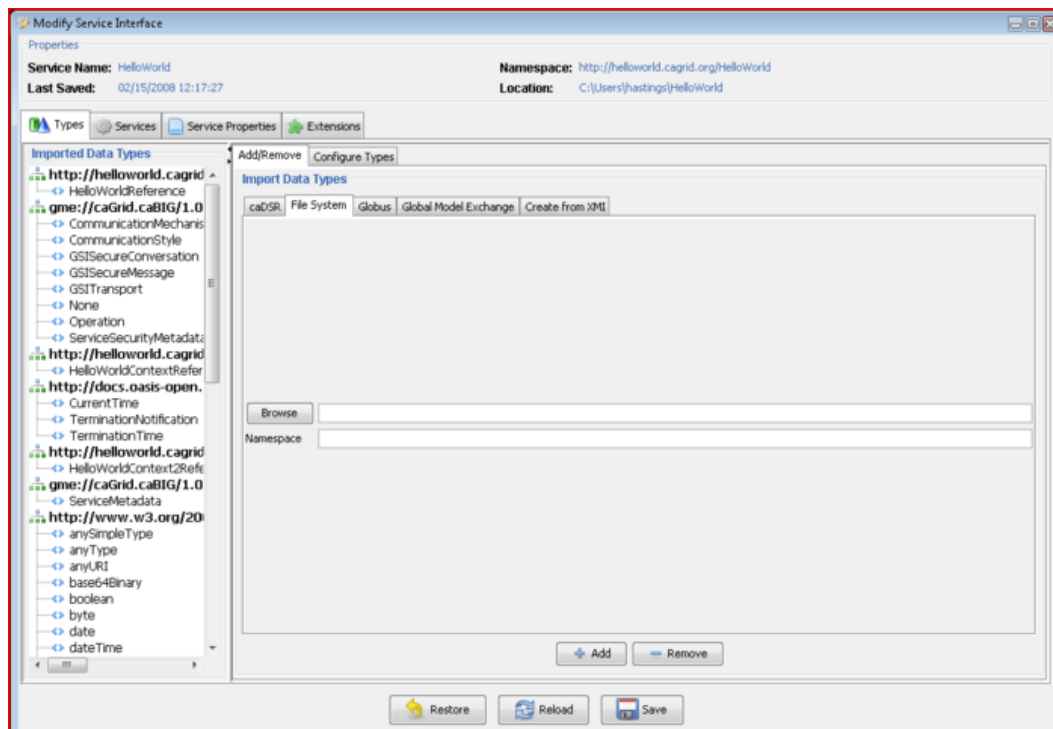 Modify Service Interface
Properties
Service Name: HelloWorld
Namespace: http://helloworld.cagrid.org/HelloWorld
Last Saved: 02/15/2008 12:17:27
Location: C:\Users\hastings\HelloWorld
Types Services Service Properties Extensions
Imported Data Types
http://helloworld.cagrid
HelloWorldReference
gme://caGrid.caBIG/1.0
CommunicationMechanis
CommunicationStyle
GSISecureConversation
GSISecureMessage
GSITransport
None
Operation
ServiceSecurityMetadata
http://helloworld.cagrid
HelloWorldContextRefer
http://docs.oasis-open.
CurrentTime
TerminationNotification
TerminationTime
http://helloworld.cagrid
HelloWorldContext2Refe
gme://caGrid.caBIG/1.0
ServiceMetadata
http://www.w3.org/20
anySimpleType
anyType
anyURI
base64Binary
boolean
byte
date
dateTime
Add/Remove Configure Types
Import Data Types
caDSR File System Globus Global Model Exchange Create from XMI
Browse
Namespace
Add Remove
Restore Reload Save